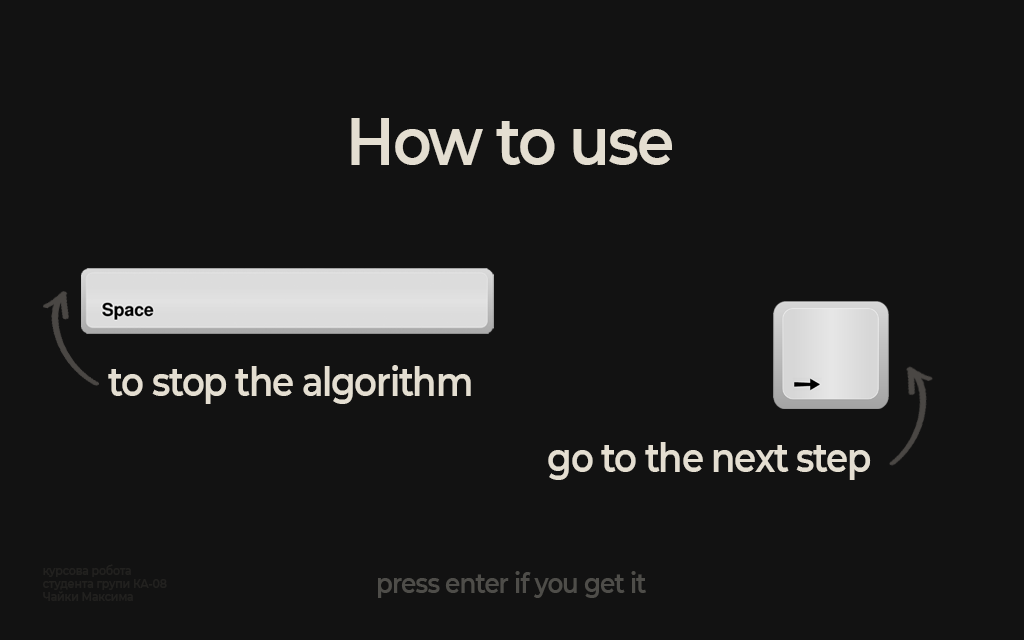 How to use
Space
to stop the algorithm
→
go to the next step
press enter if you get it
курсова робота
студента групи КА-08
Чайки Максима